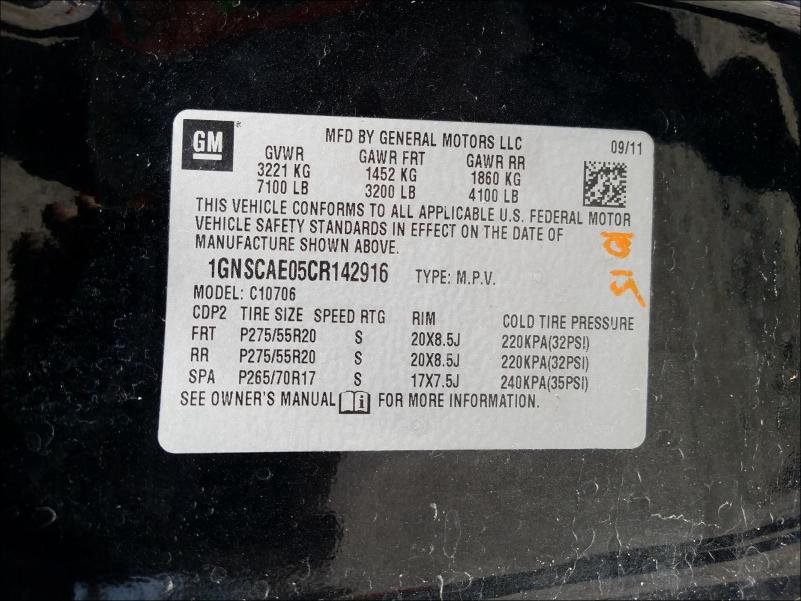 GM
MFD BY GENERAL MOTORS LLC 09/11
GVWR GAWR FRT GAWR RR
3221 KG 1452 KG 1860 KG
7100 LB 3200 LB 4100 LB
THIS VEHICLE CONFORMS TO ALL APPLICABLE U.S. FEDERAL MOTOR
VEHICLE SAFETY STANDARDS IN EFFECT ON THE DATE OF
MANUFACTURE SHOWN ABOVE.
1GNSCAE05CR142916 TYPE: M.P.V.
MODEL: C10706
CDP2 TIRE SIZE SPEED RTG RIM COLD TIRE PRESSURE
FRT P275/55R20 S 20X8.5J 220KPA(32PSI)
RR P275/55R20 S 20X8.5J 220KPA(32PSI)
SPA P265/70R17 S 17X7.5J 240KPA(35PSI)
SEE OWNER'S MANUAL FOR MORE INFORMATION.